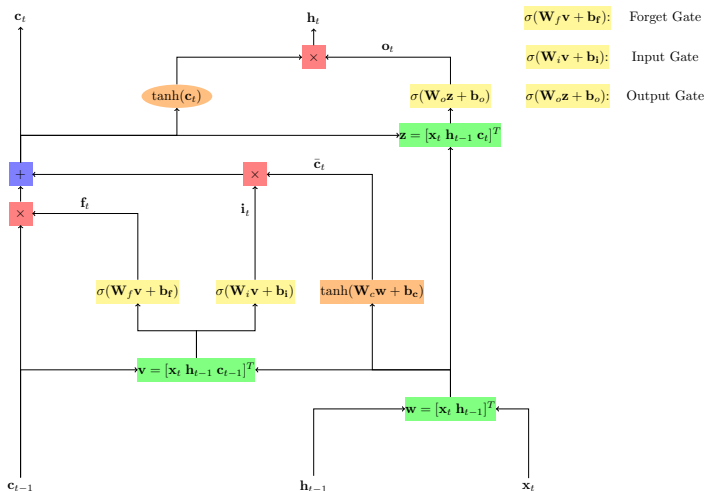 c_t
h_t
σ(W_f v + b_f): Forget Gate
o_t
×
σ(W_i v + b_i): Input Gate
tanh(c_t)
σ(W_o z + b_o)
σ(W_o z + b_o): Output Gate
z = [x_t h_{t−1} c_t]^T
+
×
c̄_t
×
f_t
i_t
σ(W_f v + b_f)
σ(W_i v + b_i)
tanh(W_c w + b_c)
v = [x_t h_{t−1} c_{t−1}]^T
w = [x_t h_{t−1}]^T
c_{t−1}
h_{t−1}
x_t